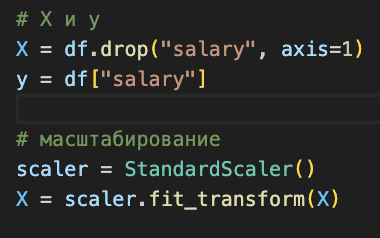 # X и y
X = df.drop("salary", axis=1)
y = df["salary"]
# масштабирование
scaler = StandardScaler()
X = scaler.fit_transform(X)